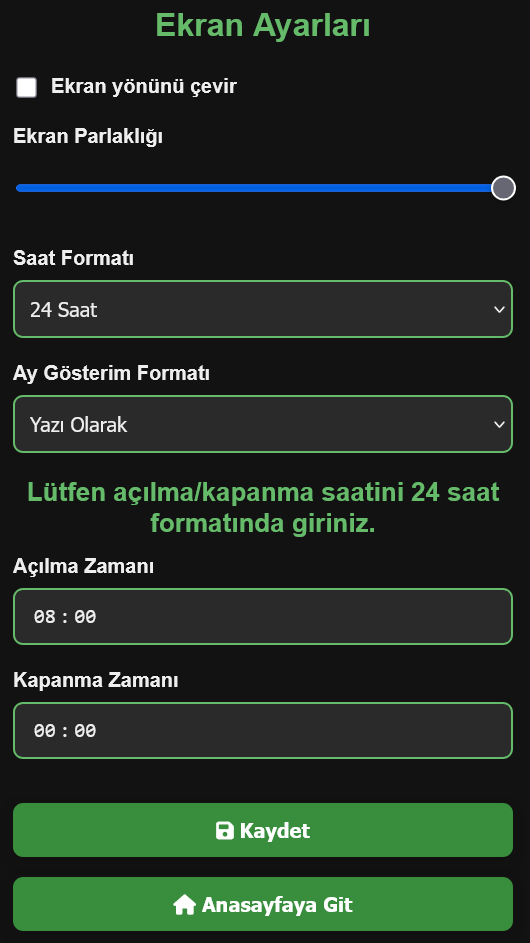 Ekran Ayarları
Ekran yönünü çevir
Ekran Parlaklığı
Saat Formatı
24 Saat
Ay Gösterim Formatı
Yazı Olarak
Lütfen açılma/kapanma saatini 24 saat
formatında giriniz.
Açılma Zamanı
08 : 00
Kapanma Zamanı
00 : 00
Kaydet
Anasayfaya Git